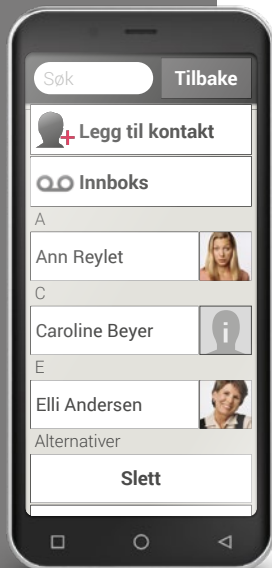 Søk
Tilbake
Legg til kontakt
Innboks
A
Ann Reylet
C
Caroline Beyer
E
Elli Andersen
Alternativer
Slett